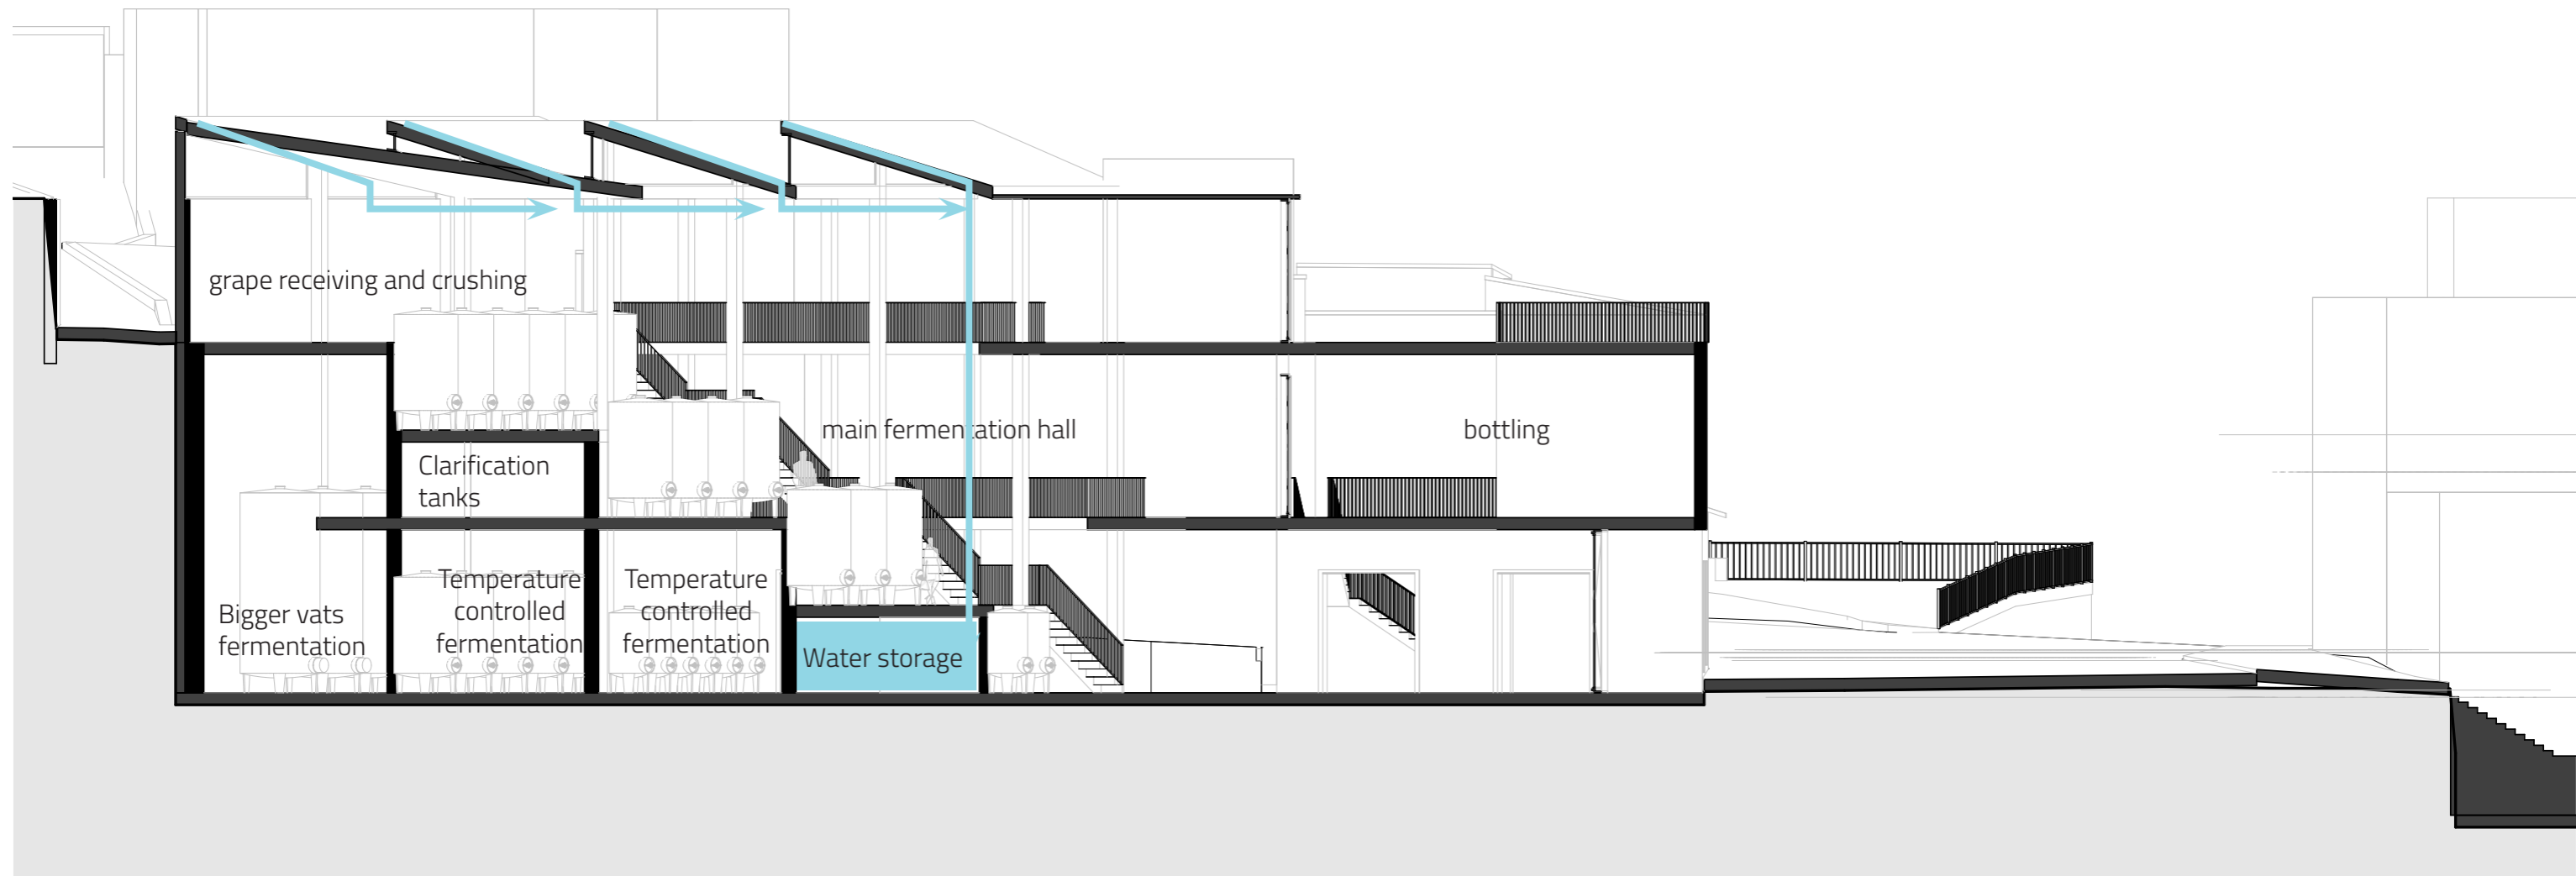 grape receiving and crushing
main fermentation hall
bottling
Clarification
tanks
Bigger vats
fermentation
Temperature
controlled
fermentation
Temperature
controlled
fermentation
Water storage